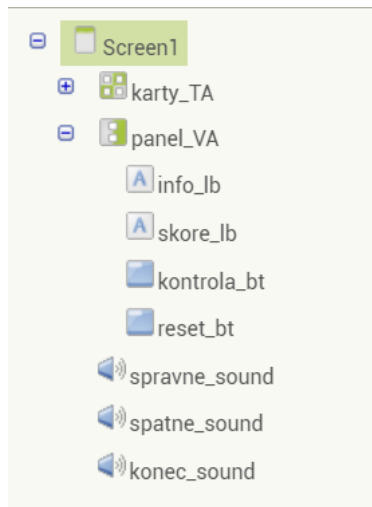 Screen1
karty_TA
panel_VA
A info_lb
A skore_lb
kontrola_bt
reset_bt
spravne_sound
spatne_sound
konec_sound